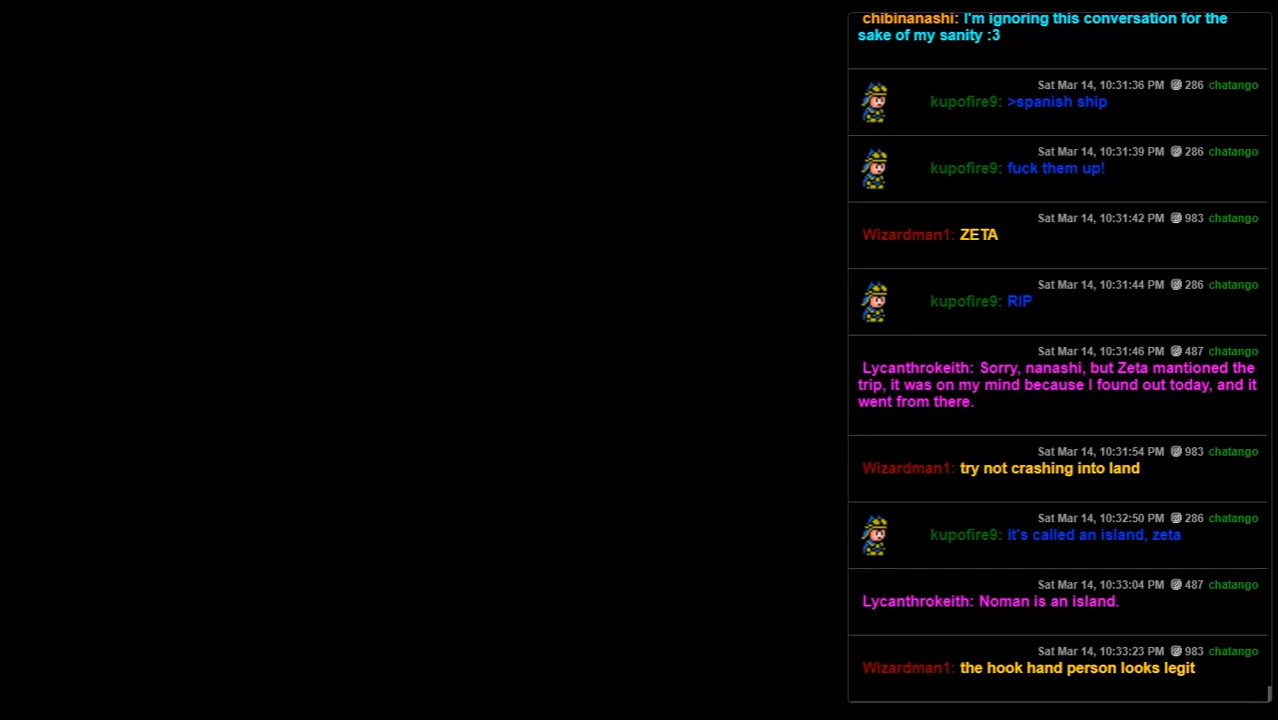 chibinanashi: I'm ignoring this conversation for the
sake of my sanity :3
Sat Mar 14, 10:31:36 PM 286 chatango
kupofire9: >spanish ship
Sat Mar 14, 10:31:39 PM 286 chatango
kupofire9: fuck them up!
Sat Mar 14, 10:31:42 PM 983 chatango
Wizardman1: ZETA
Sat Mar 14, 10:31:44 PM 286 chatango
kupofire9: RIP
Sat Mar 14, 10:31:46 PM 487 chatango
Lycanthrokeith: Sorry, nanashi, but Zeta mantioned the
trip, it was on my mind because I found out today, and it
went from there.
Sat Mar 14, 10:31:54 PM 983 chatango
Wizardman1: try not crashing into land
Sat Mar 14, 10:32:50 PM 286 chatango
kupofire9: it's called an island, zeta
Sat Mar 14, 10:33:04 PM 487 chatango
Lycanthrokeith: Noman is an island.
Sat Mar 14, 10:33:23 PM 983 chatango
Wizardman1: the hook hand person looks legit